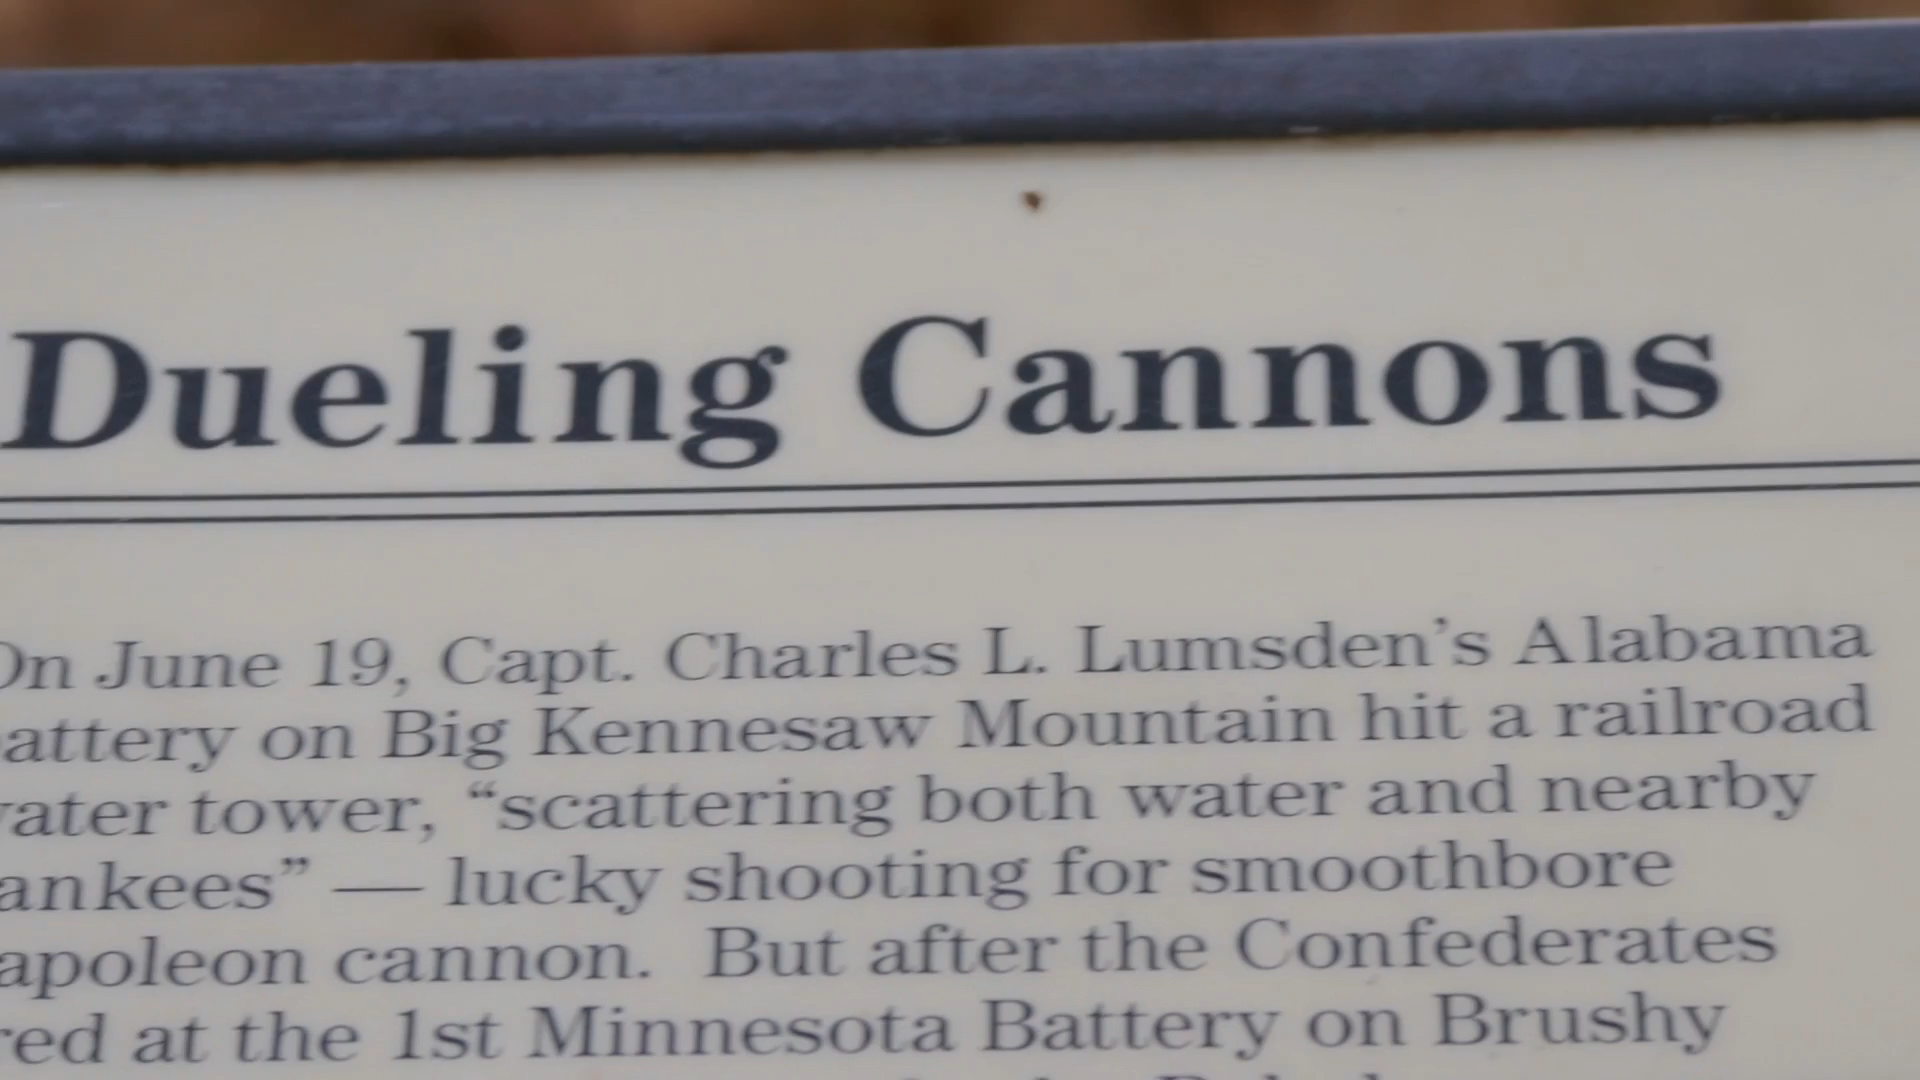 Dueling Cannons
On June 19, Capt. Charles L. Lumsden’s Alabama
attery on Big Kennesaw Mountain hit a railroad
ater tower, “scattering both water and nearby
ankees” — lucky shooting for smoothbore
apoleon cannon.  But after the Confederates
red at the 1st Minnesota Battery on Brushy